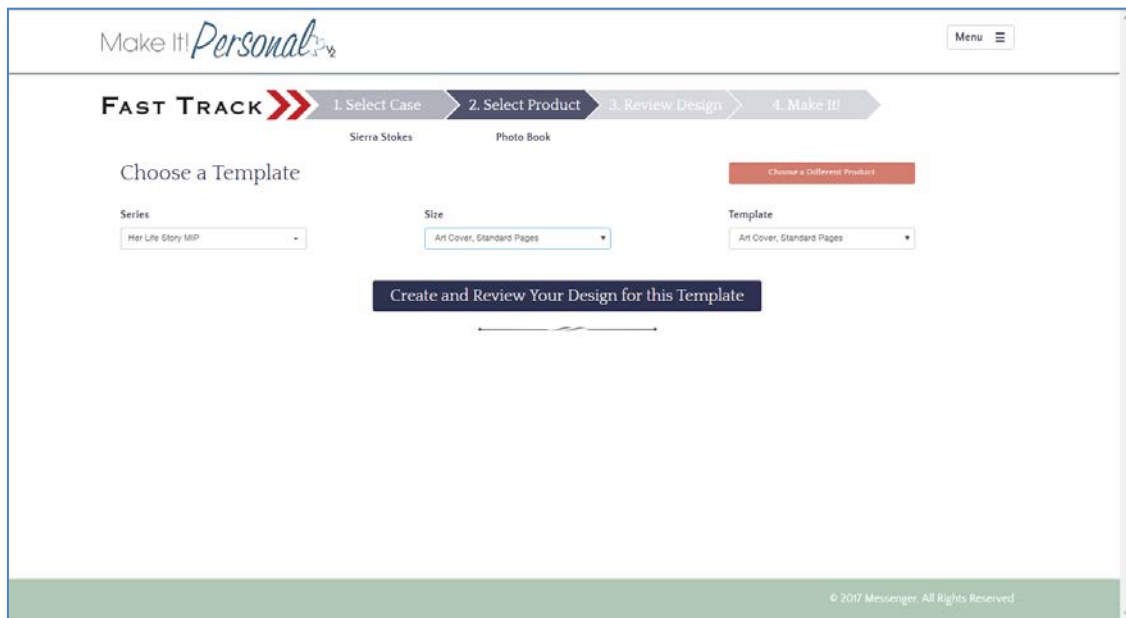 Make It! Personal V2
Menu
FAST TRACK 1. Select Case 2. Select Product 3. Review Design 4. Make It!
Sierra Stokes Photo Book
Choose a Template Choose a Different Product
Series Size Template
Her Life Story MIP Art Cover, Standard Pages Art Cover, Standard Pages
Create and Review Your Design for this Template
© 2017 Messenger, All Rights Reserved